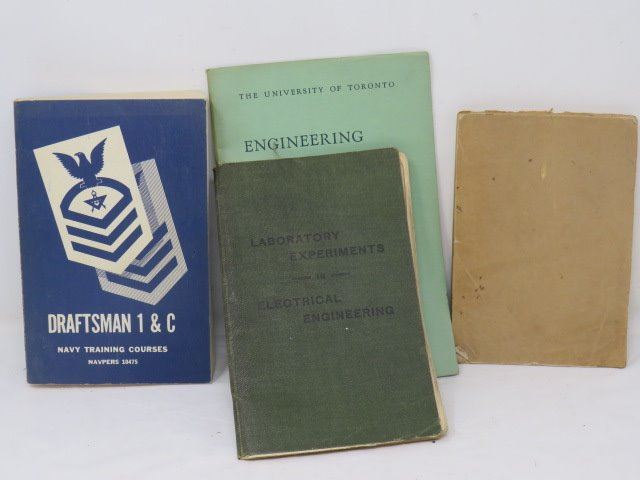 DRAFTSMAN 1 & C
NAVY TRAINING COURSES
NAVPERS 10475
THE UNIVERSITY OF TORONTO
ENGINEERING
LABORATORY
EXPERIMENTS
— IN —
ELECTRICAL
ENGINEERING